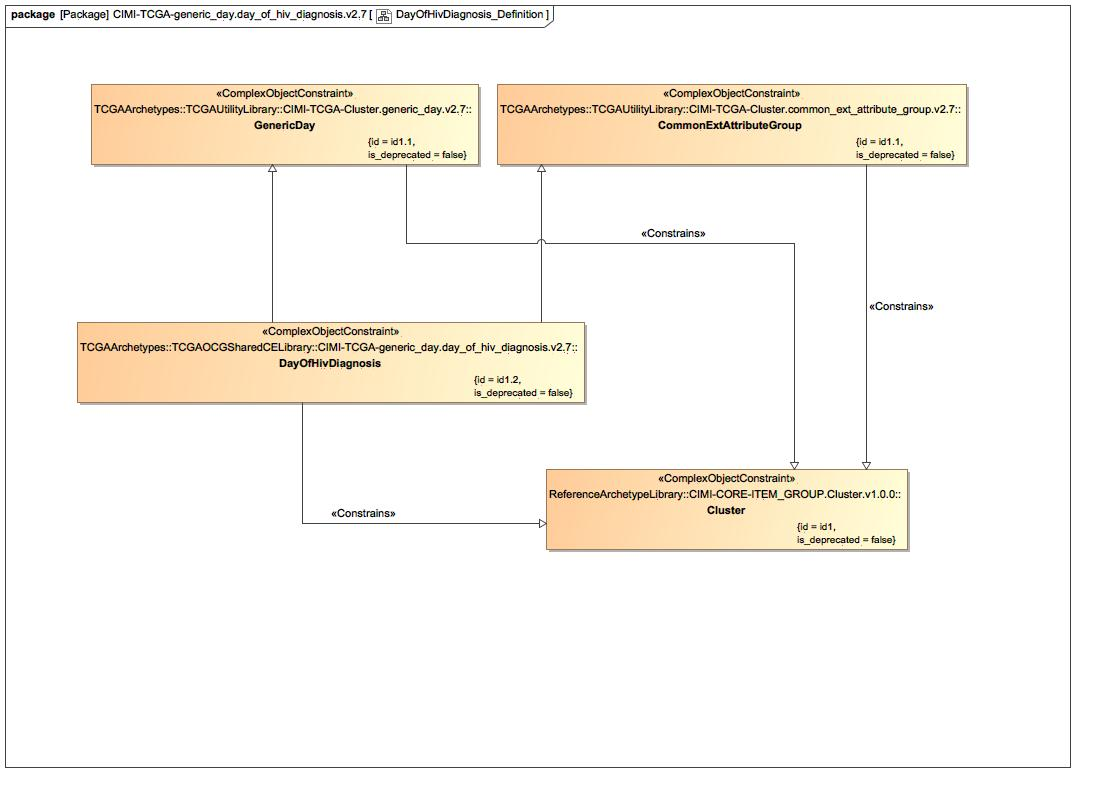 package [Package] CIMI-TCGA-generic_day.day_of_hiv_diagnosis.v2.7 [ DayOfHivDiagnosis_Definition ]
«ComplexObjectConstraint»
TCGAArchetypes::TCGAUtilityLibrary::CIMI-TCGA-Cluster.generic_day.v2.7::
GenericDay
{id = id1.1,
is_deprecated = false}
«ComplexObjectConstraint»
TCGAArchetypes::TCGAUtilityLibrary::CIMI-TCGA-Cluster.common_ext_attribute_group.v2.7::
CommonExtAttributeGroup
{id = id1.1,
is_deprecated = false}
«Constrains»
«Constrains»
«ComplexObjectConstraint»
TCGAArchetypes::TCGAOCGSharedCELibrary::CIMI-TCGA-generic_day.day_of_hiv_diagnosis.v2.7::
DayOfHivDiagnosis
{id = id1.2,
is_deprecated = false}
«ComplexObjectConstraint»
ReferenceArchetypeLibrary::CIMI-CORE-ITEM_GROUP.Cluster.v1.0.0::
Cluster
{id = id1,
is_deprecated = false}
«Constrains»